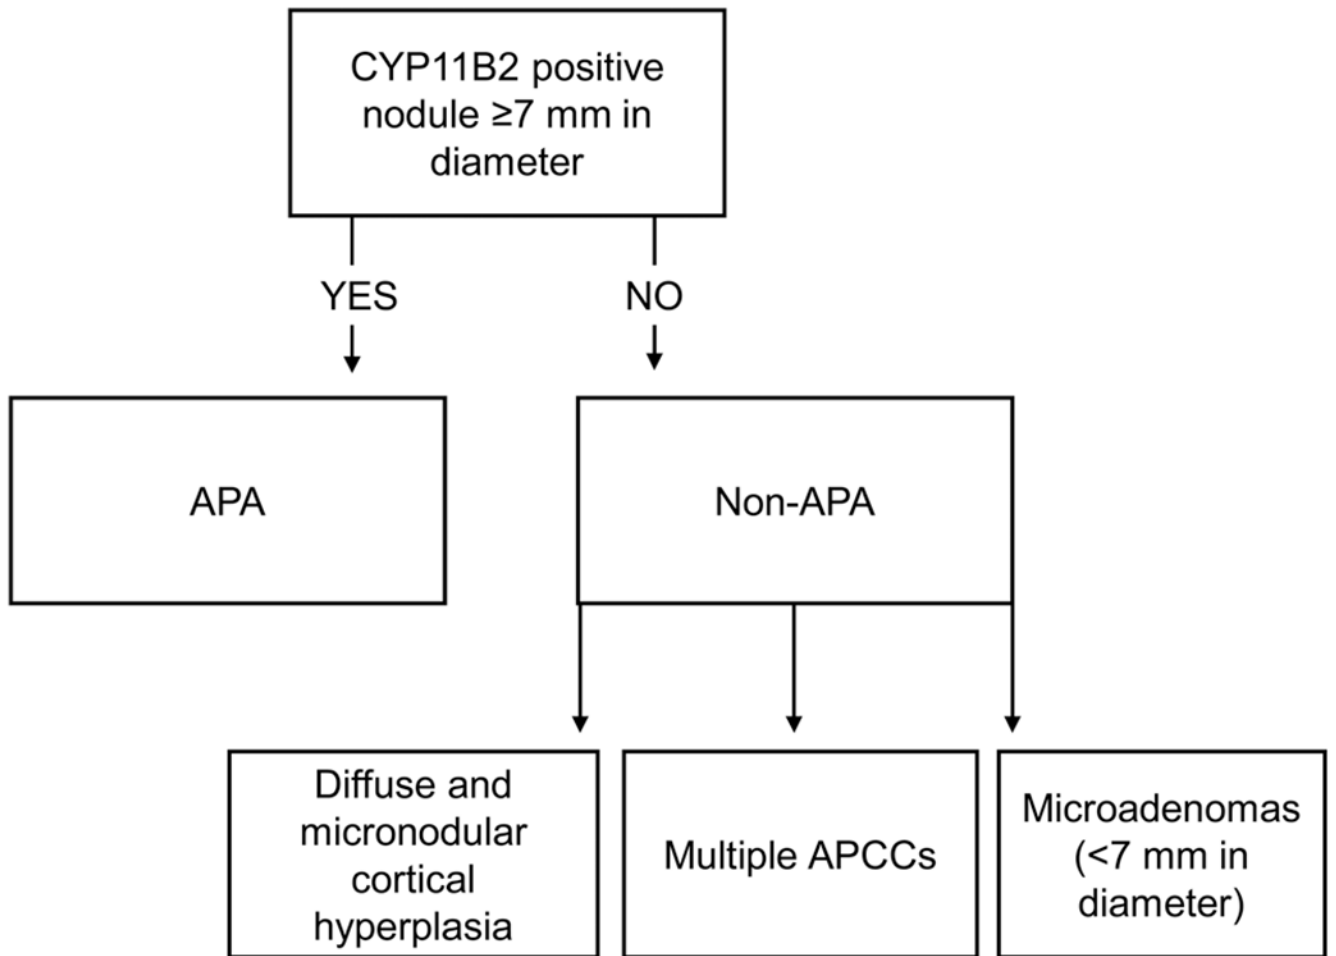 CYP11B2 positive
nodule ≥7 mm in
diameter
YES
NO
APA
Non-APA
Diffuse and
micronodular
cortical
hyperplasia
Multiple APCCs
Microadenomas
(<7 mm in
diameter)